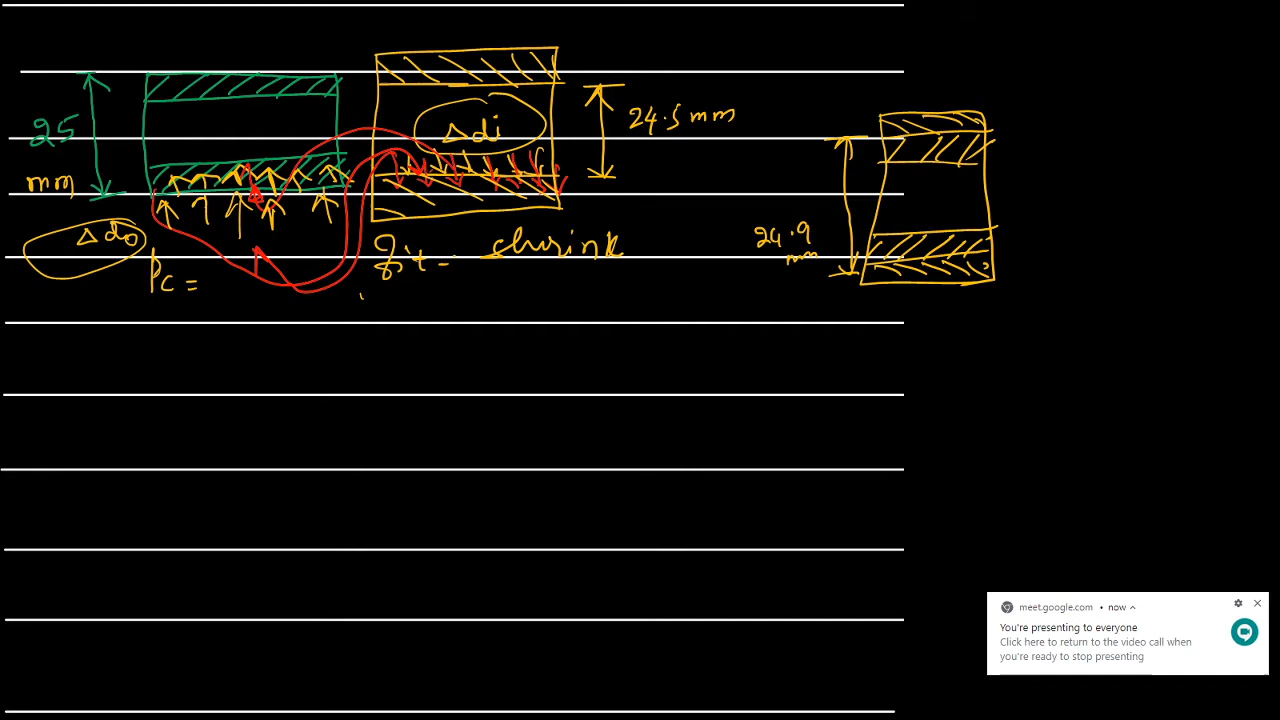 25
mm
Δdo
Pc =
Δdi
24.5 mm
fit - shrink
24.9
mm
meet.google.com • now
You're presenting to everyone
Click here to return to the video call when
you're ready to stop presenting